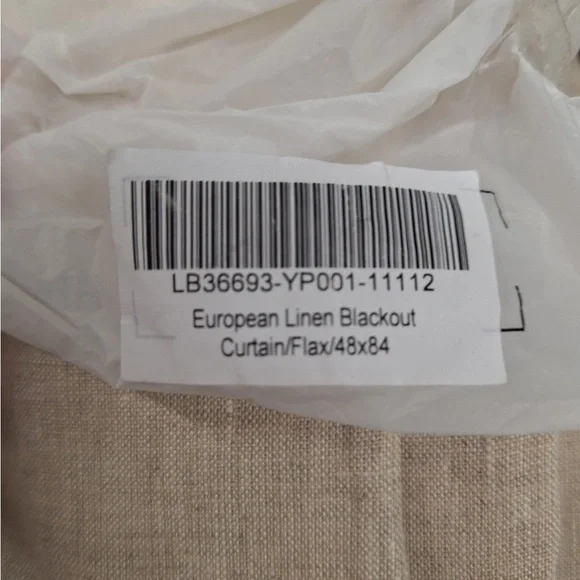 LB36693-YP001-11112
European Linen Blackout
Curtain/Flax/48x84